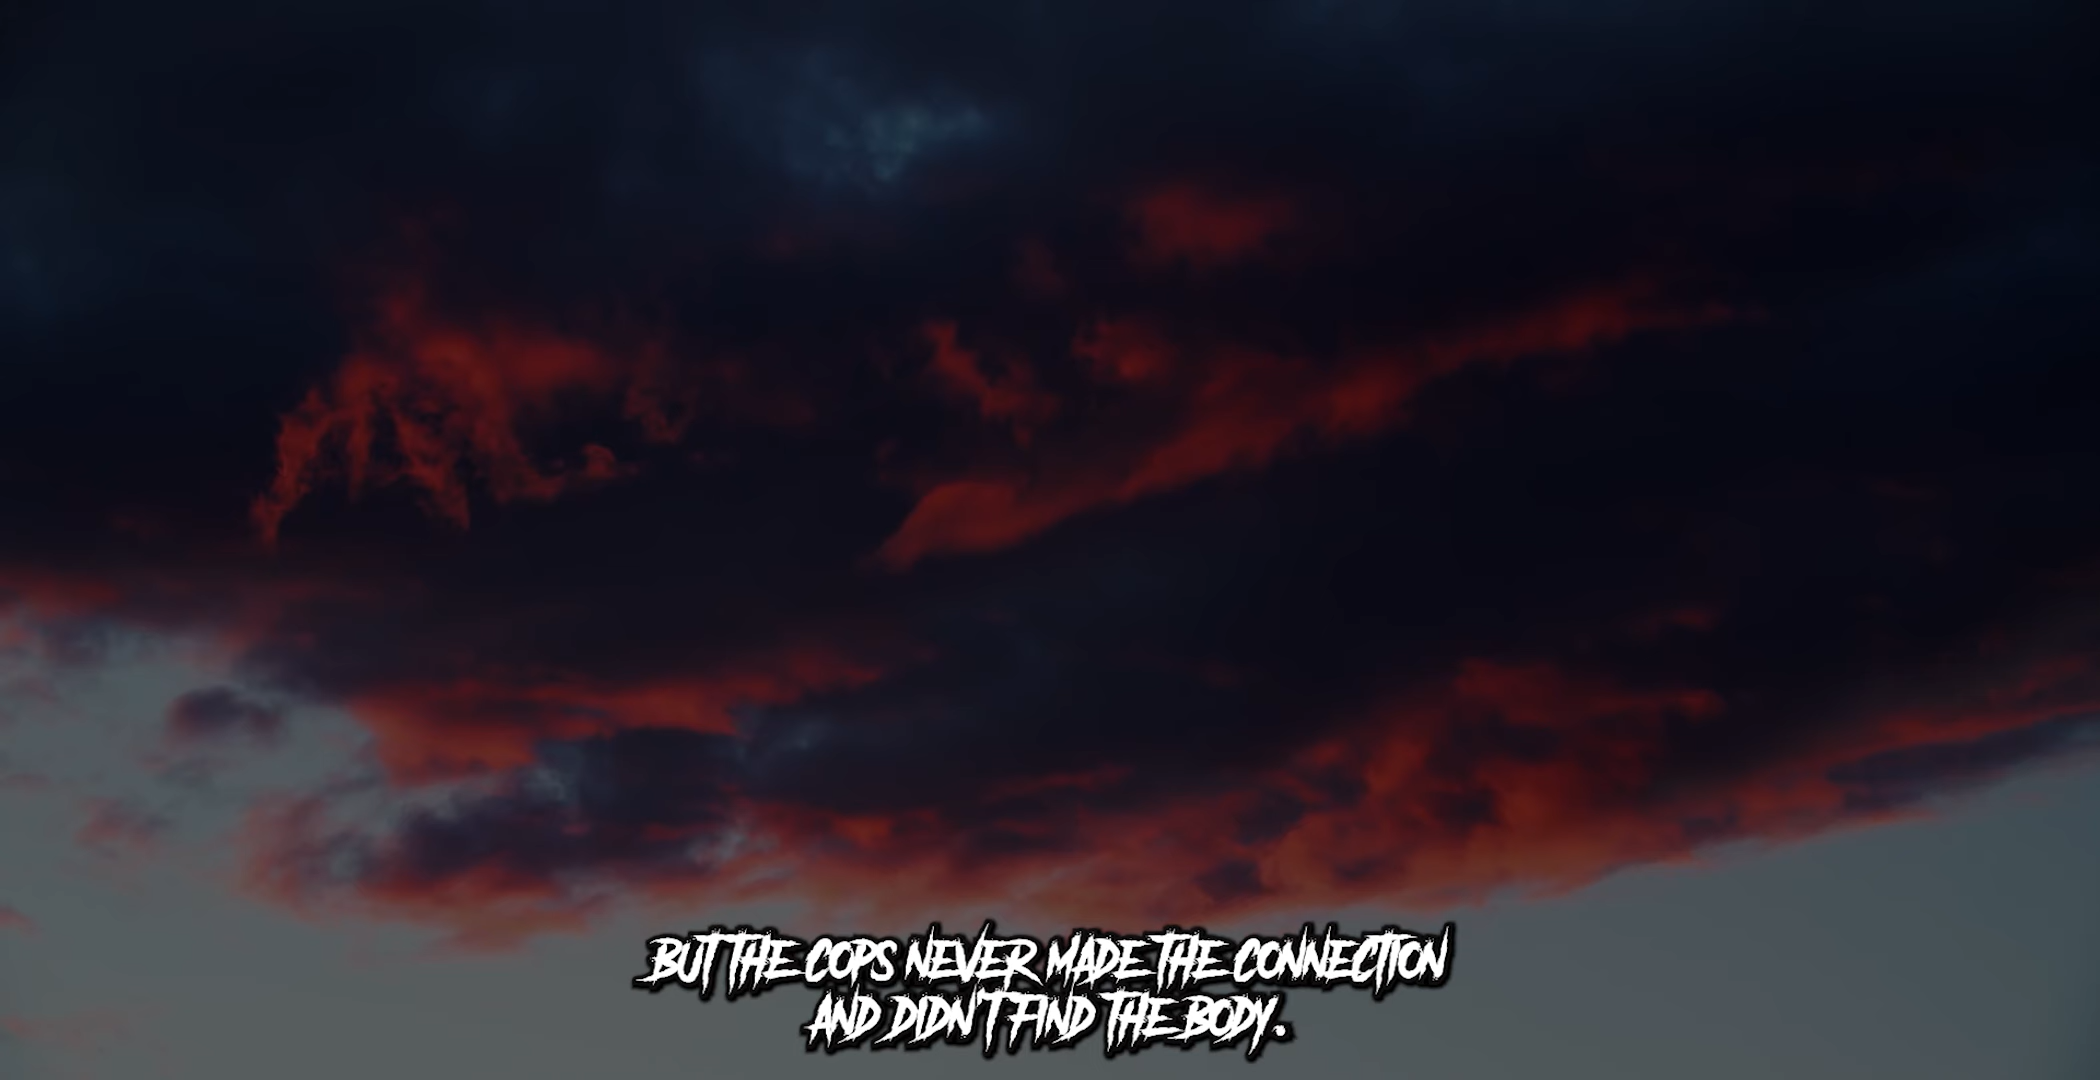 BUT THE COPS NEVER MADE THE CONNECTION
AND DIDN'T FIND THE BODY.